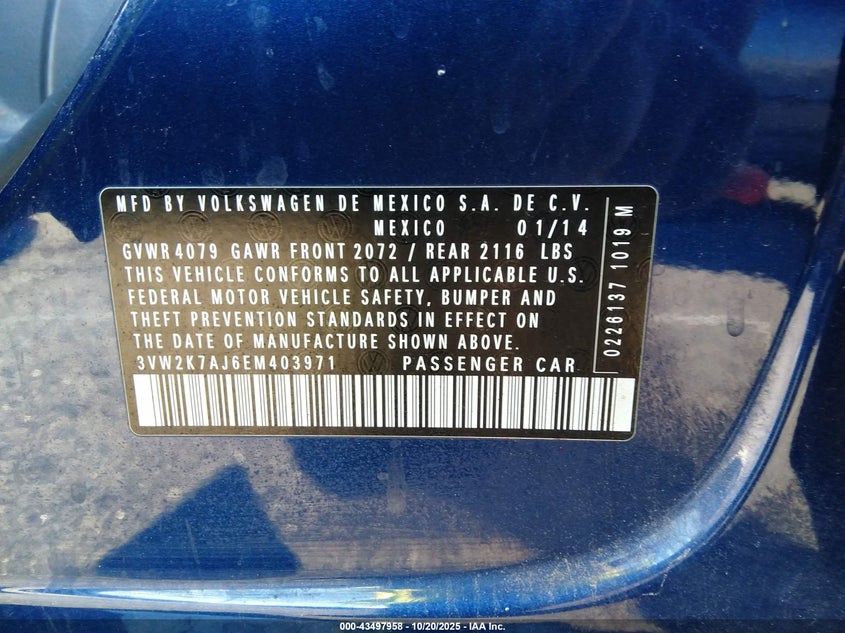 MFD BY VOLKSWAGEN DE MEXICO S.A. DE C.V.
MEXICO 01/14
GVWR 4079 GAWR FRONT 2072 / REAR 2116 LBS
THIS VEHICLE CONFORMS TO ALL APPLICABLE U.S.
FEDERAL MOTOR VEHICLE SAFETY, BUMPER AND
THEFT PREVENTION STANDARDS IN EFFECT ON
THE DATE OF MANUFACTURE SHOWN ABOVE.
3VW2K7AJ6EM403971 PASSENGER CAR
0226137 1019 M
000-43497958 - 10/20/2025 - IAA Inc.